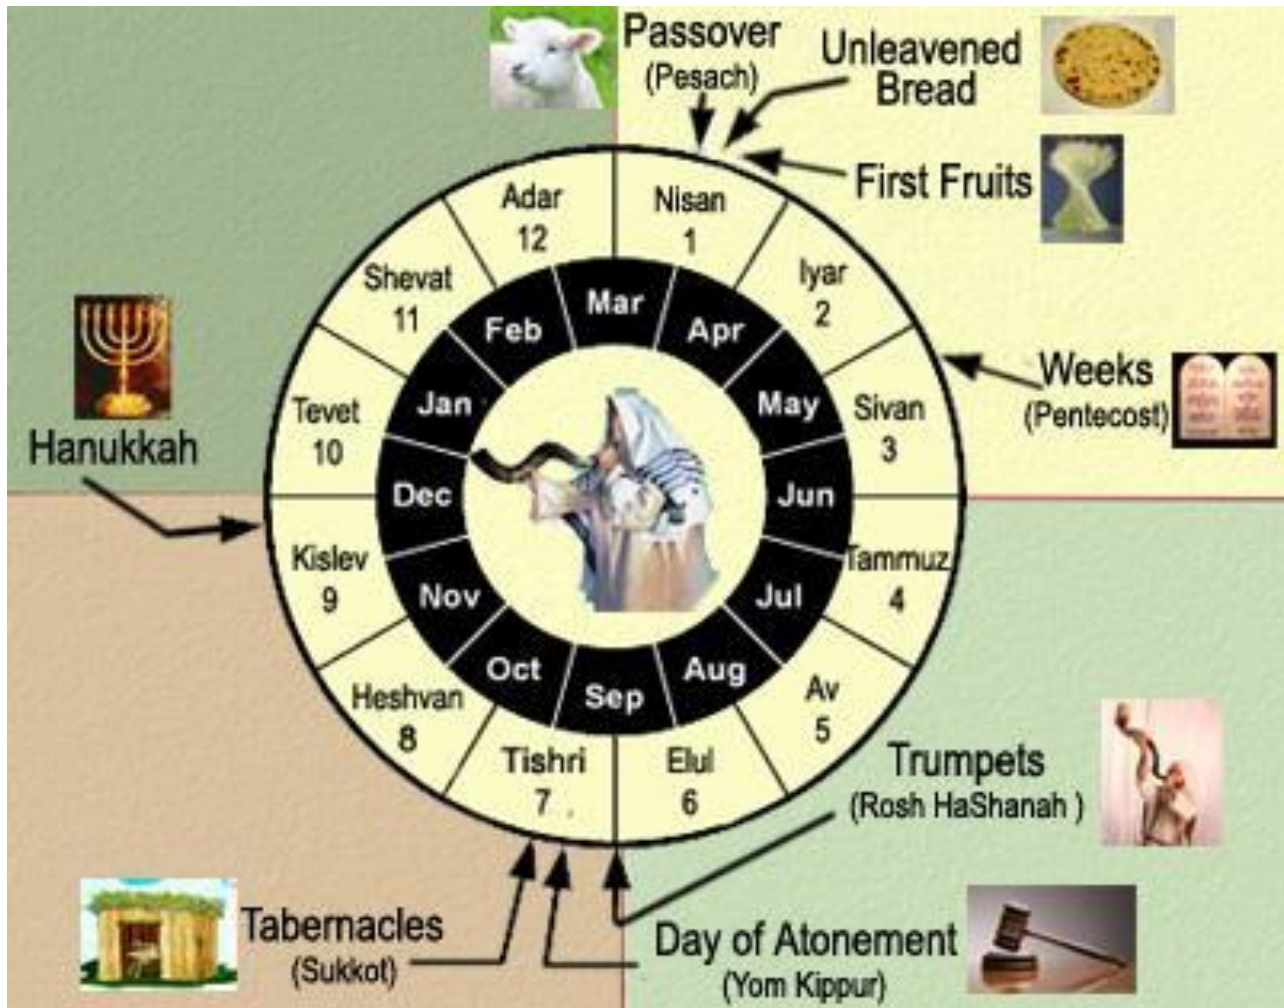 Passover
(Pesach)
Unleavened
Bread
First Fruits
Weeks
(Pentecost)
Trumpets
(Rosh HaShanah )
Day of Atonement
(Yom Kippur)
Tabernacles
(Sukkot)
Hanukkah
Nisan
1
Iyar
2
Sivan
3
Tammuz
4
Av
5
Elul
6
Tishri
7
Heshvan
8
Kislev
9
Tevet
10
Shevat
11
Adar
12
Mar
Apr
May
Jun
Jul
Aug
Sep
Oct
Nov
Dec
Jan
Feb